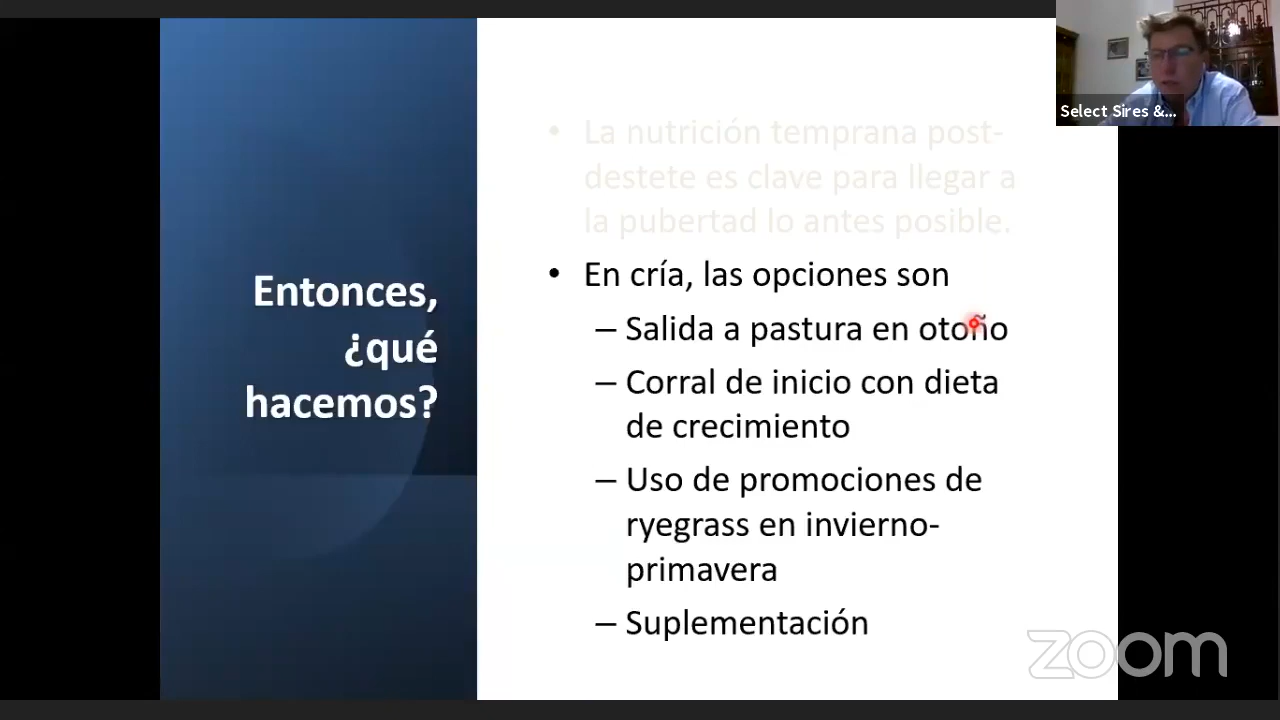 Select Sires &...
• La nutrición temprana post-
destete es clave para llegar a
la pubertad lo antes posible.
Entonces,
¿qué
hacemos?
• En cría, las opciones son
– Salida a pastura en otoño
– Corral de inicio con dieta
de crecimiento
– Uso de promociones de
ryegrass en invierno-
primavera
– Suplementación
zoom